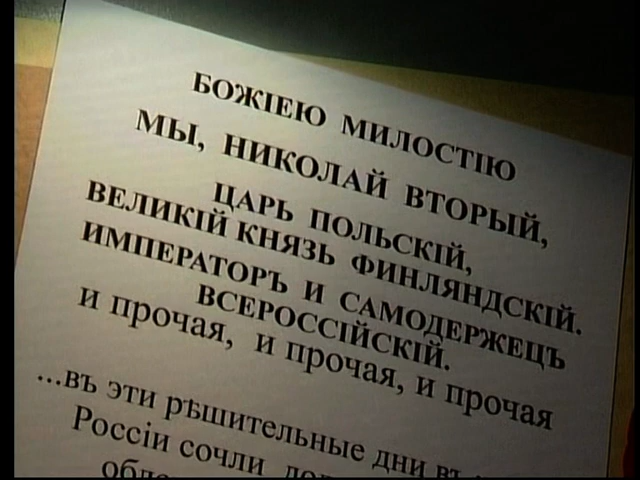 БОЖІЕЮ МИЛОСТІЮ
МЫ, НИКОЛАЙ ВТОРЫЙ,
ЦАРЬ ПОЛЬСКІЙ,
ВЕЛИКІЙ КНЯЗЬ ФИНЛЯНДСКІЙ.
ИМПЕРАТОРЪ И САМОДЕРЖЕЦЪ
ВСЕРОССІЙСКІЙ.
и прочая, и прочая, и прочая
...въ эти рѣшительные дни въ
Россіи сочли